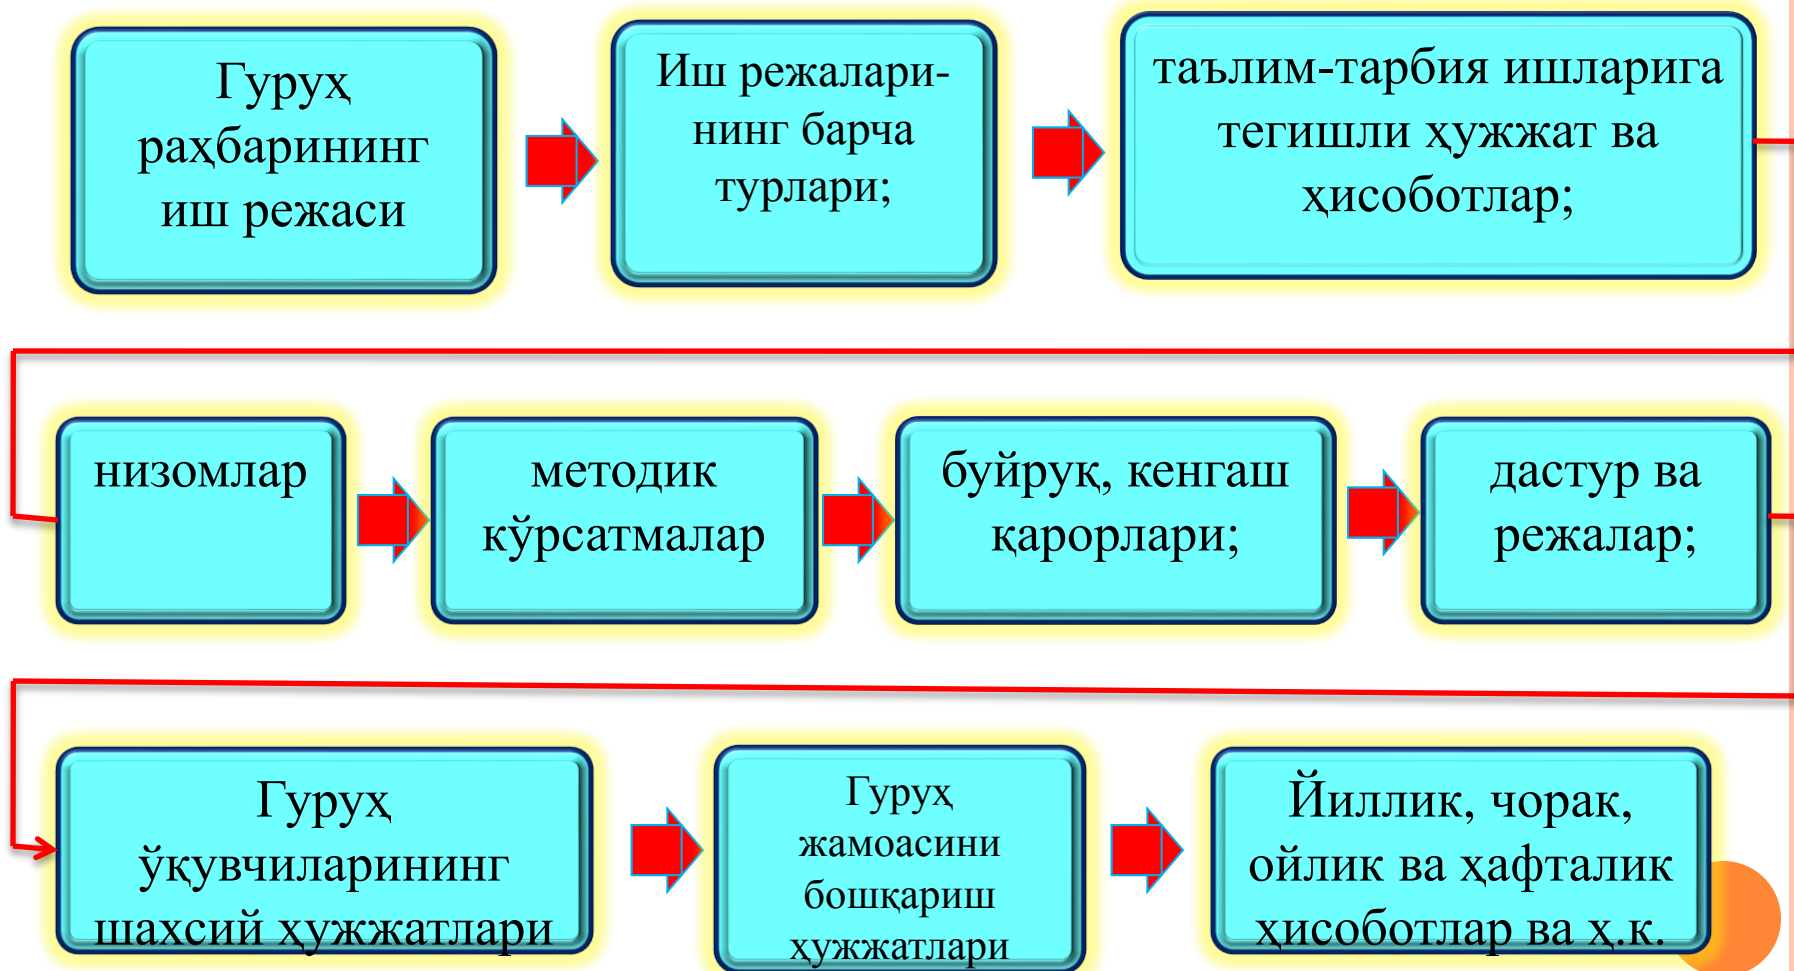 Гуруҳ
раҳбарининг
иш режаси
Иш режалари-
нинг барча
турлари;
таълим-тарбия ишларига
тегишли ҳужжат ва
ҳисоботлар;
низомлар
методик
кўрсатмалар
буйруқ, кенгаш
қарорлари;
дастур ва
режалар;
Гуруҳ
ўқувчиларининг
шахсий ҳужжатлари
Гуруҳ
жамоасини
бошқариш
ҳужжатлари
Йиллик, чорак,
ойлик ва ҳафталик
ҳисоботлар ва ҳ.к.